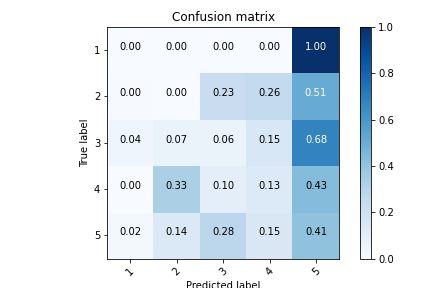 Confusion matrix
1 0.00 0.00 0.00 0.00 1.00
2 0.00 0.00 0.23 0.26 0.51
3 0.04 0.07 0.06 0.15 0.68
4 0.00 0.33 0.10 0.13 0.43
5 0.02 0.14 0.28 0.15 0.41
1 2 3 4 5
True label
Predicted label
1.0
0.8
0.6
0.4
0.2
0.0